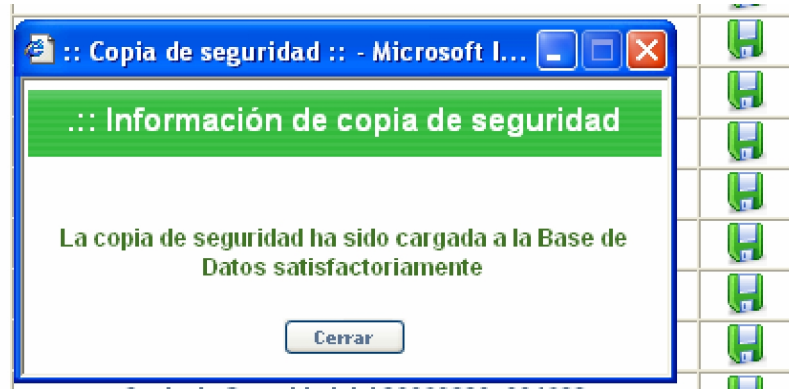 :: Copia de seguridad :: - Microsoft I...
.:: Información de copia de seguridad
La copia de seguridad ha sido cargada a la Base de
Datos satisfactoriamente
Cerrar